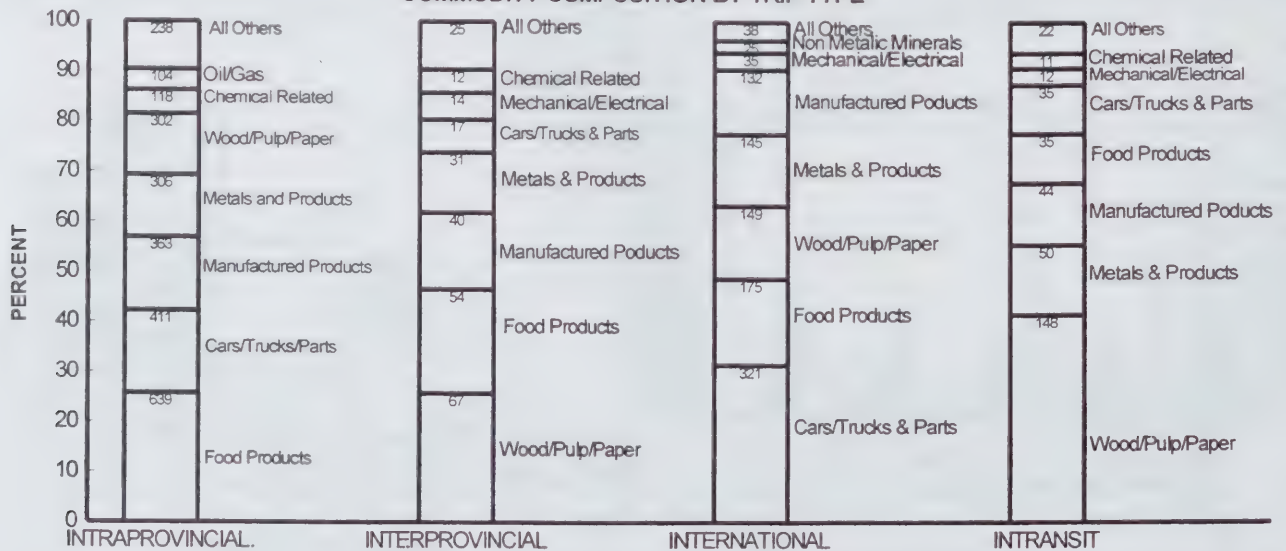 100
90
80
70
60
50
40
30
20
10
0
PERCENT
238 All Others
104 Oil/Gas
118 Chemical Related
302 Wood/Pulp/Paper
306 Metals and Products
363 Manufactured Products
411 Cars/Trucks/Parts
639 Food Products
INTRAPROVINCIAL.
25 All Others
12 Chemical Related
14 Mechanical/Electrical
17 Cars/Trucks & Parts
31 Metals & Products
40 Manufactured Poducts
54 Food Products
67 Wood/Pulp/Paper
INTERPROVINCIAL
38 All Others
25 Non Metalic Minerals
35 Mechanical/Electrical
132 Manufactured Poducts
145 Metals & Products
149 Wood/Pulp/Paper
175 Food Products
321 Cars/Trucks & Parts
INTERNATIONAL
22 All Others
11 Chemical Related
12 Mechanical/Electrical
35 Cars/Trucks & Parts
35 Food Products
44 Manufactured Poducts
50 Metals & Products
148 Wood/Pulp/Paper
INTRANSIT